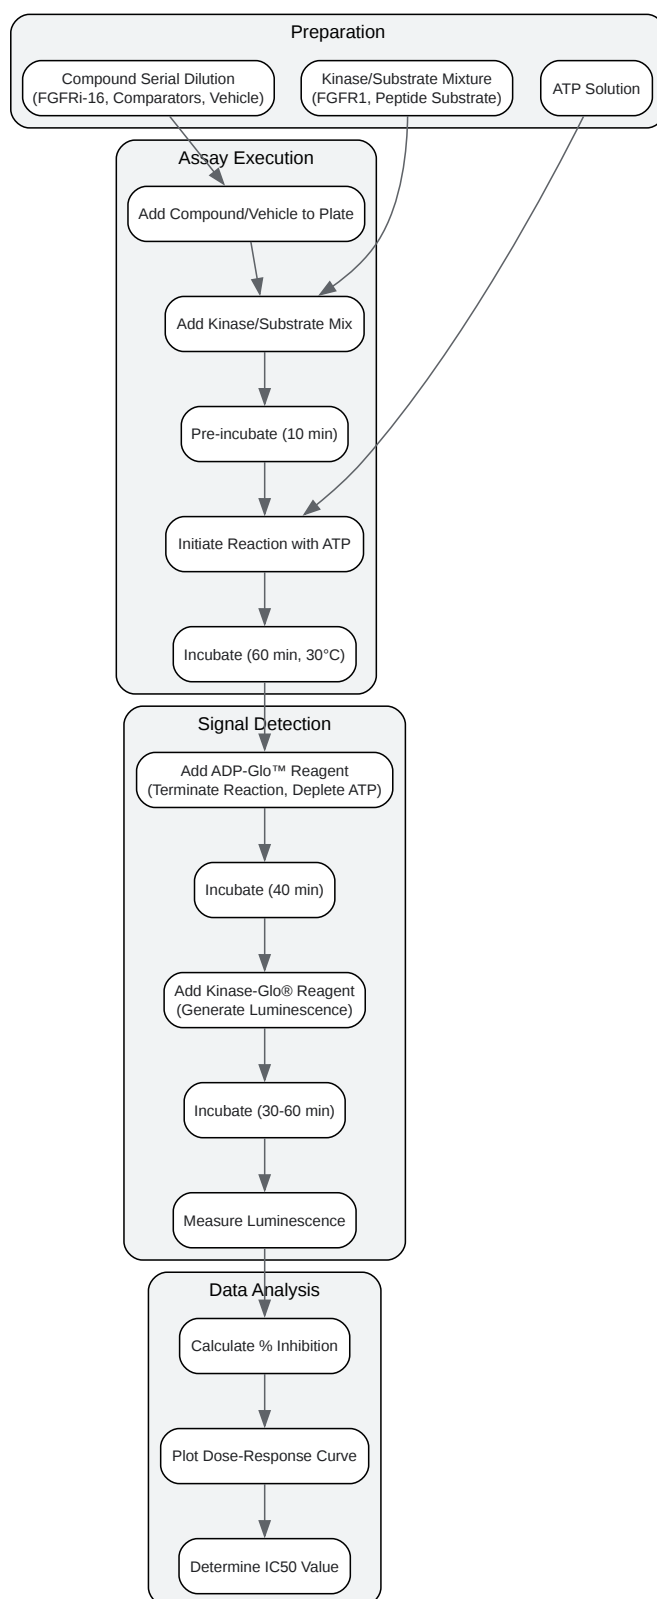 Preparation
Compound Serial Dilution
(FGFRi-16, Comparators, Vehicle)
Kinase/Substrate Mixture
(FGFR1, Peptide Substrate)
ATP Solution
Assay Execution
Add Compound/Vehicle to Plate
Add Kinase/Substrate Mix
Pre-incubate (10 min)
Initiate Reaction with ATP
Incubate (60 min, 30°C)
Signal Detection
Add ADP-Glo™ Reagent
(Terminate Reaction, Deplete ATP)
Incubate (40 min)
Add Kinase-Glo® Reagent
(Generate Luminescence)
Incubate (30-60 min)
Measure Luminescence
Data Analysis
Calculate % Inhibition
Plot Dose-Response Curve
Determine IC50 Value